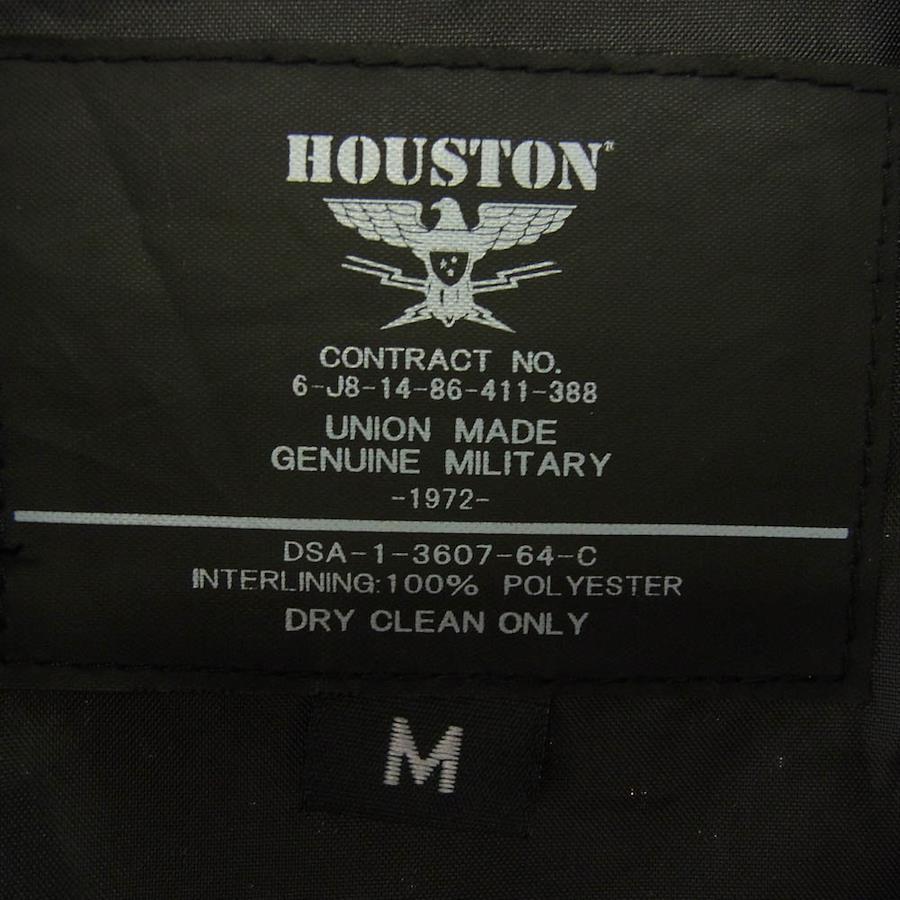 HOUSTON®
CONTRACT NO.
6-J8-14-86-411-388
UNION MADE
GENUINE MILITARY
-1972-
DSA-1-3607-64-C
INTERLINING:100% POLYESTER
DRY CLEAN ONLY
M